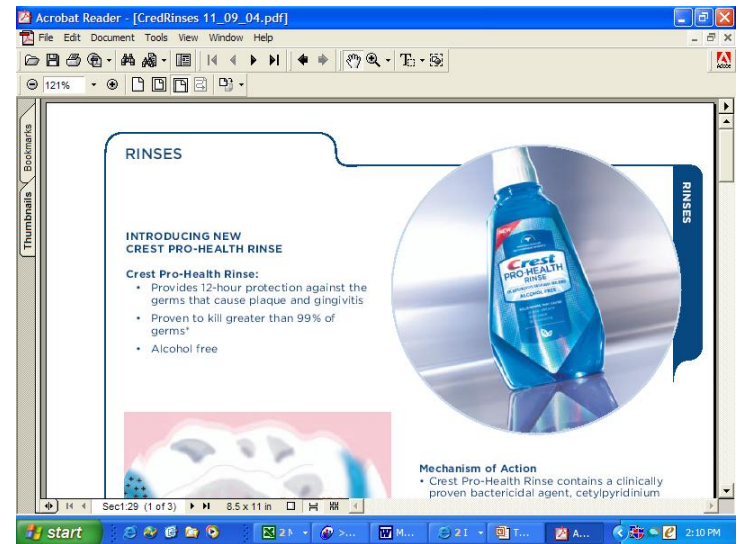 Acrobat Reader - [CredRinses 11_09_04.pdf]
File Edit Document Tools View Window Help
121%
Bookmarks
Thumbnails
RINSES
RINSES
INTRODUCING NEW
CREST PRO-HEALTH RINSE
Crest Pro-Health Rinse:
• Provides 12-hour protection against the
germs that cause plaque and gingivitis
• Proven to kill greater than 99% of
germs*
• Alcohol free
NEW
Crest
PRO-HEALTH
RINSE
ALCOHOL FREE
Mechanism of Action
• Crest Pro-Health Rinse contains a clinically
proven bactericidal agent, cetylpyridinium
Sec1:29 (1 of 3) 8.5 x 11 in
start
2 1
T...
A...
2:10 PM
Adobe